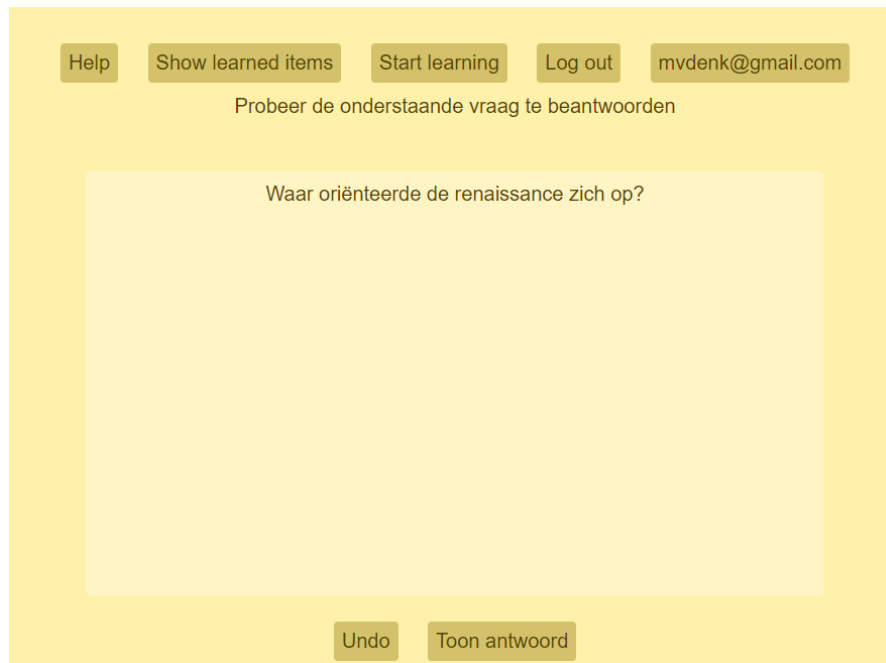 Help Show learned items Start learning Log out mvdenk@gmail.com
Probeer de onderstaande vraag te beantwoorden
Waar oriënteerde de renaissance zich op?
Undo Toon antwoord